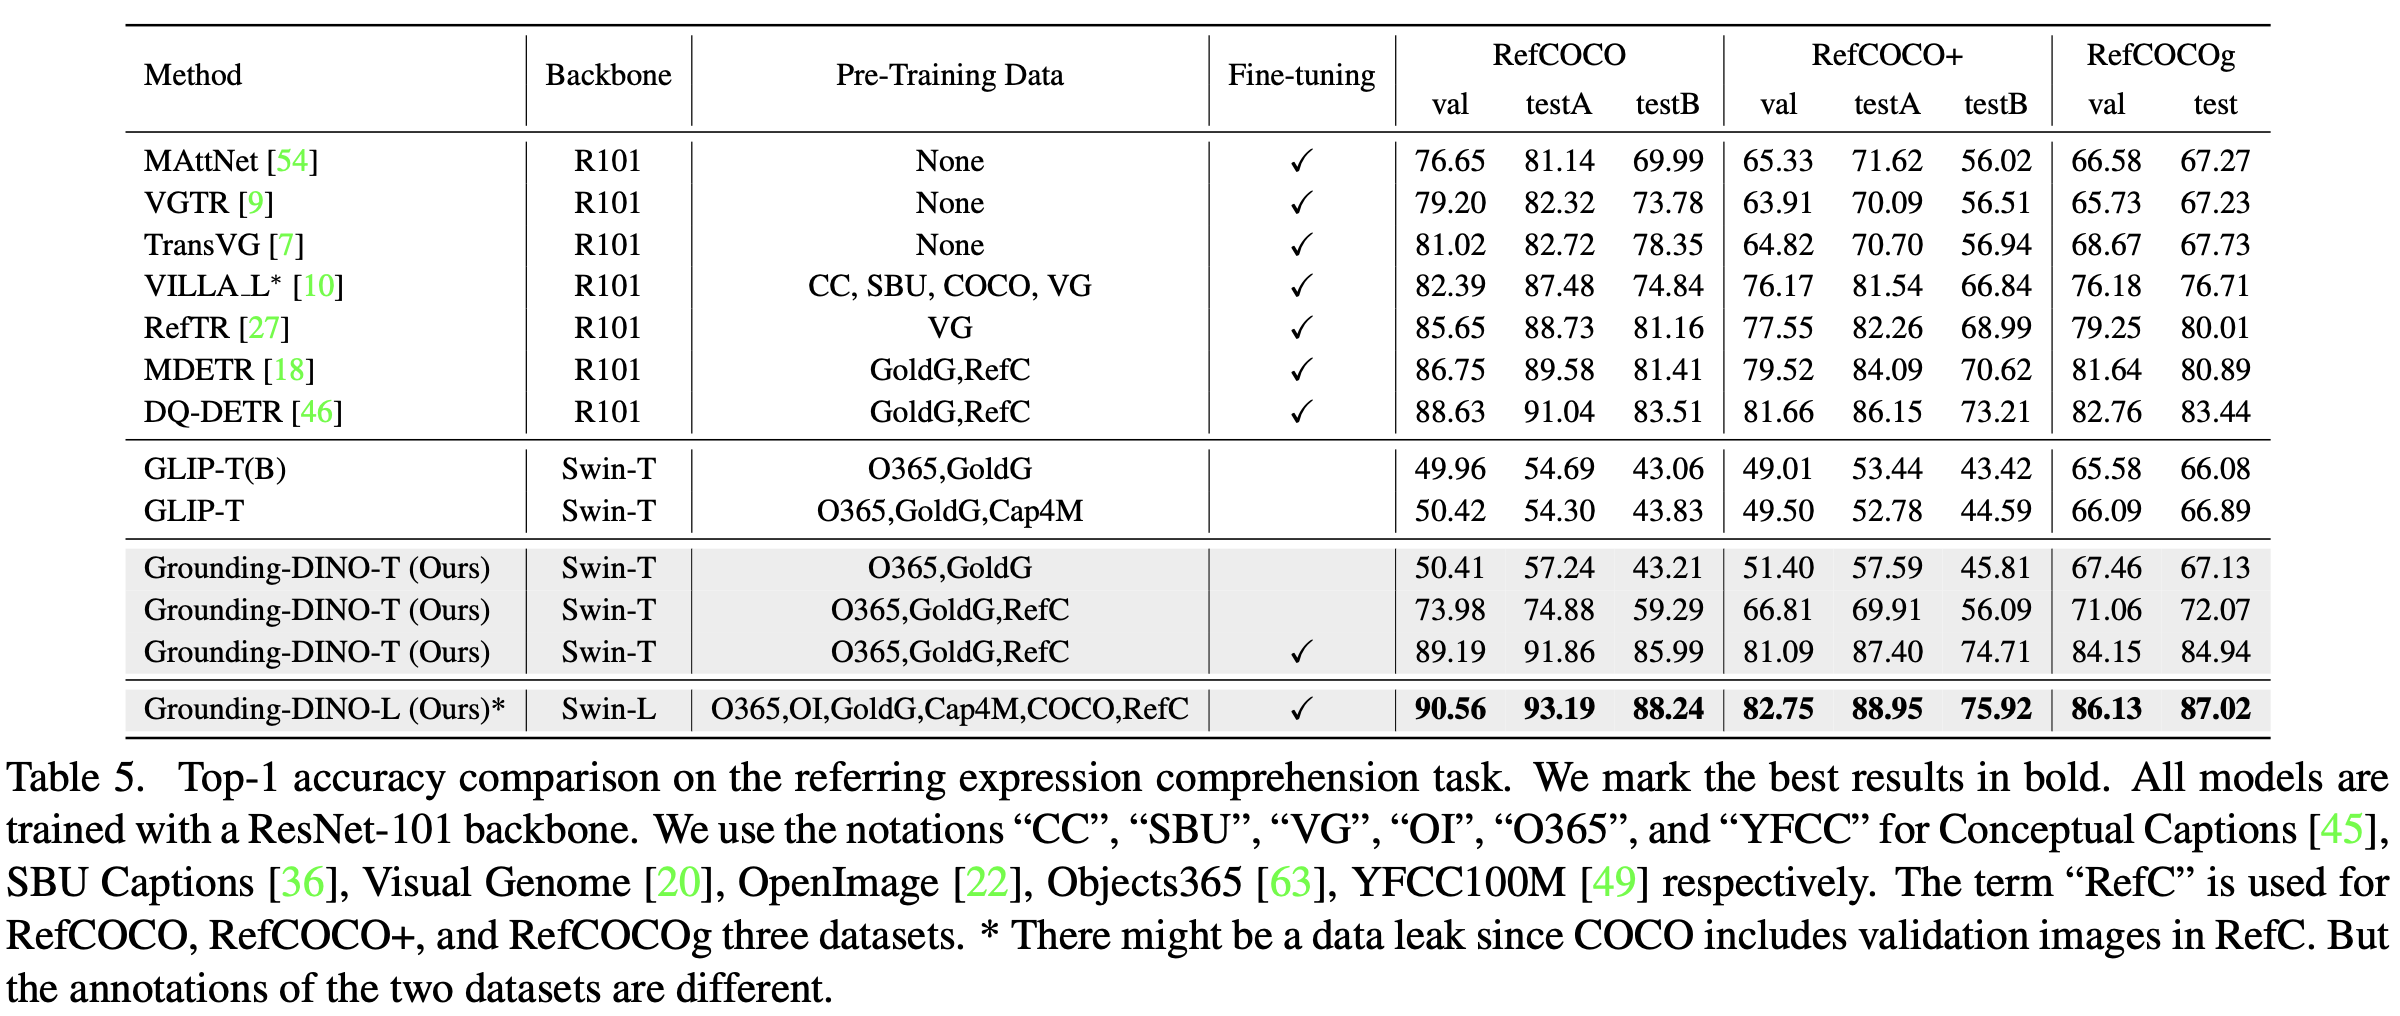 Method Backbone Pre-Training Data Fine-tuning RefCOCO RefCOCO+ RefCOCOg
val testA testB val testA testB val test
MAttNet [54] R101 None ✓ 76.65 81.14 69.99 65.33 71.62 56.02 66.58 67.27
VGTR [9] R101 None ✓ 79.20 82.32 73.78 63.91 70.09 56.51 65.73 67.23
TransVG [7] R101 None ✓ 81.02 82.72 78.35 64.82 70.70 56.94 68.67 67.73
VILLA_L* [10] R101 CC, SBU, COCO, VG ✓ 82.39 87.48 74.84 76.17 81.54 66.84 76.18 76.71
RefTR [27] R101 VG ✓ 85.65 88.73 81.16 77.55 82.26 68.99 79.25 80.01
MDETR [18] R101 GoldG,RefC ✓ 86.75 89.58 81.41 79.52 84.09 70.62 81.64 80.89
DQ-DETR [46] R101 GoldG,RefC ✓ 88.63 91.04 83.51 81.66 86.15 73.21 82.76 83.44
GLIP-T(B) Swin-T O365,GoldG 49.96 54.69 43.06 49.01 53.44 43.42 65.58 66.08
GLIP-T Swin-T O365,GoldG,Cap4M 50.42 54.30 43.83 49.50 52.78 44.59 66.09 66.89
Grounding-DINO-T (Ours) Swin-T O365,GoldG 50.41 57.24 43.21 51.40 57.59 45.81 67.46 67.13
Grounding-DINO-T (Ours) Swin-T O365,GoldG,RefC 73.98 74.88 59.29 66.81 69.91 56.09 71.06 72.07
Grounding-DINO-T (Ours) Swin-T O365,GoldG,RefC ✓ 89.19 91.86 85.99 81.09 87.40 74.71 84.15 84.94
Grounding-DINO-L (Ours)* Swin-L O365,OI,GoldG,Cap4M,COCO,RefC ✓ 90.56 93.19 88.24 82.75 88.95 75.92 86.13 87.02
Table 5. Top-1 accuracy comparison on the referring expression comprehension task. We mark the best results in bold. All models are
trained with a ResNet-101 backbone. We use the notations “CC”, “SBU”, “VG”, “OI”, “O365”, and “YFCC” for Conceptual Captions [45],
SBU Captions [36], Visual Genome [20], OpenImage [22], Objects365 [63], YFCC100M [49] respectively. The term “RefC” is used for
RefCOCO, RefCOCO+, and RefCOCOg three datasets. * There might be a data leak since COCO includes validation images in RefC. But
the annotations of the two datasets are different.